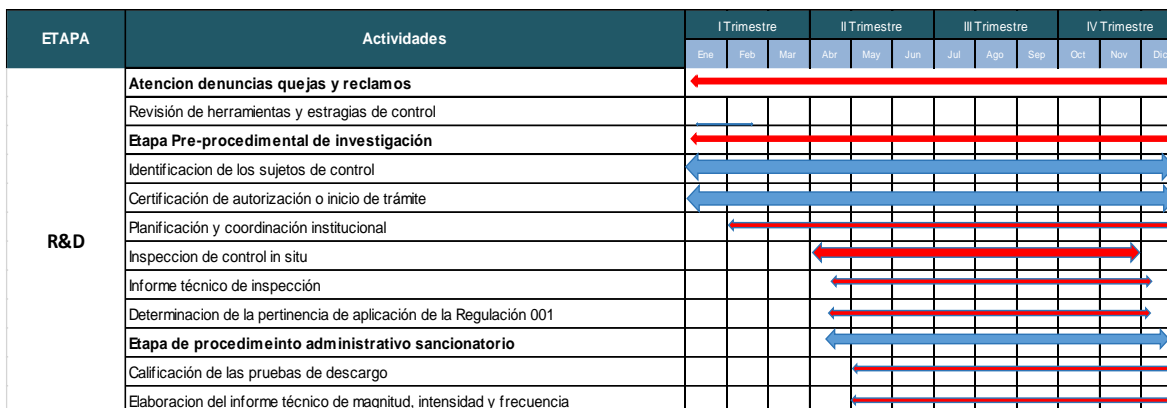 ETAPA Actividades I Trimestre II Trimestre III Trimestre IV Trimestre
Ene Feb Mar Abr May Jun Jul Ago Sep Oct Nov Dic
R&D
Atencion denuncias quejas y reclamos
Revisión de herramientas y estragias de control
Etapa Pre-procedimental de investigación
Identificacion de los sujetos de control
Certificación de autorización o inicio de trámite
Planificación y coordinación institucional
Inspeccion de control in situ
Informe técnico de inspección
Determinacion de la pertinencia de aplicación de la Regulación 001
Etapa de procedimeinto administrativo sancionatorio
Calificación de las pruebas de descargo
Elaboracion del informe técnico de magnitud, intensidad y frecuencia